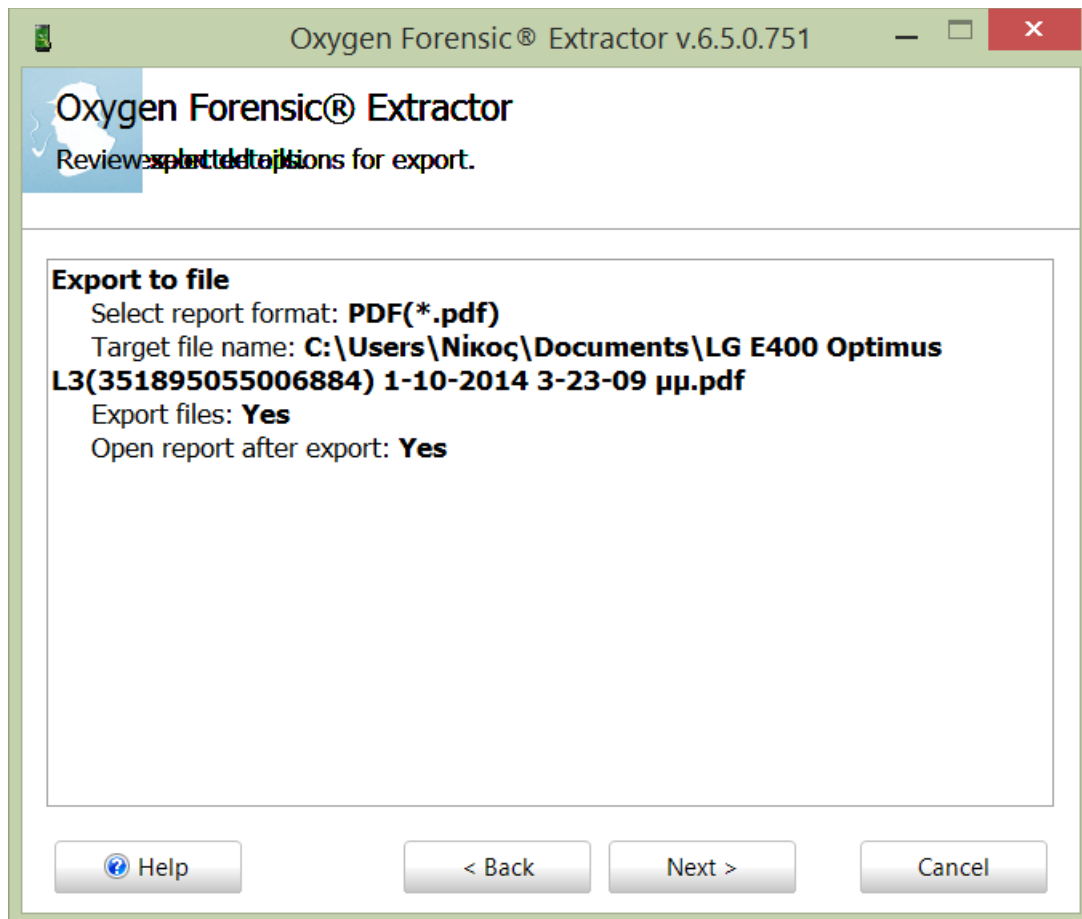 Oxygen Forensic® Extractor v.6.5.0.751
Oxygen Forensic® Extractor
Review options for export.
Export to file
Select report format: PDF(*.pdf)
Target file name: C:\Users\Νίκος\Documents\LG E400 Optimus
L3(351895055006884) 1-10-2014 3-23-09 μμ.pdf
Export files: Yes
Open report after export: Yes
Help
< Back
Next >
Cancel